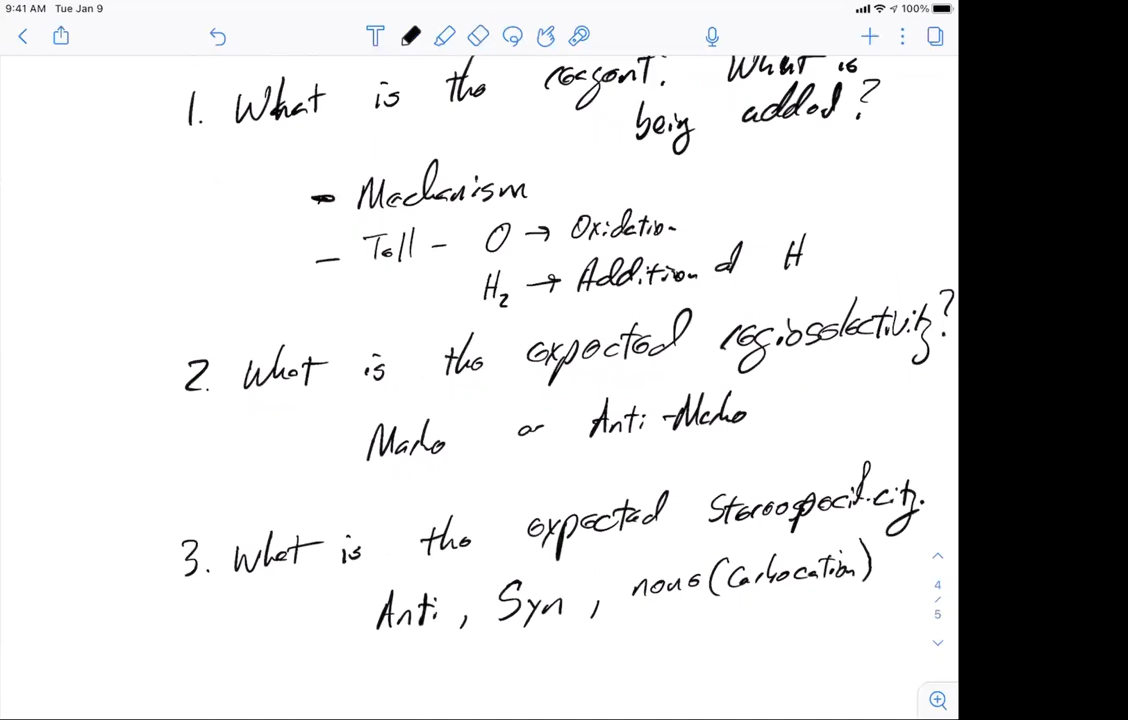 9:41 AM Tue Jan 9
100%
1. What is the reagent? What is
being added?
- Mechanism
- Tell - O → Oxidation
H2 → Addition of H
2. What is the expected regioselectivity?
Marko or Anti-Marko
3. What is the expected Stereospecificity.
Anti, Syn, none (Carbocation)
4
/
5